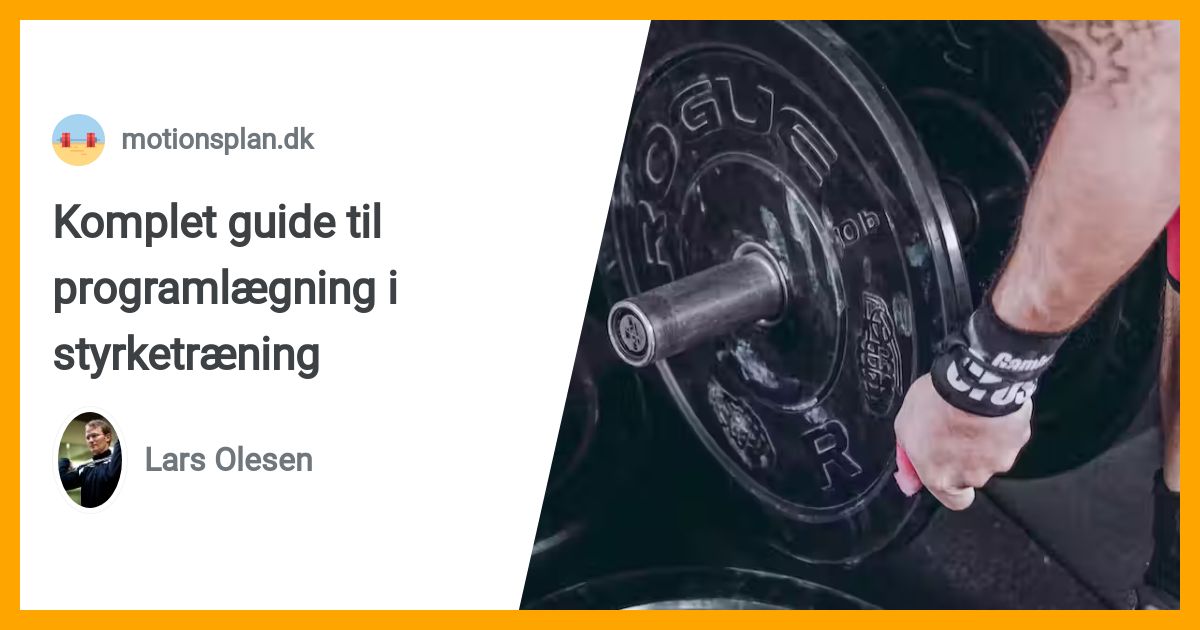 motionsplan.dk
Komplet guide til
programlægning i
styrketræning
Lars Olesen
ROGUE
R